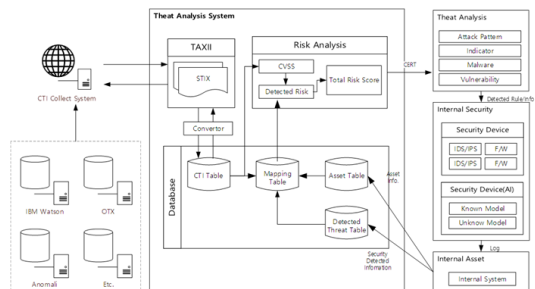 Theat Analysis System
Theat Analysis
TAXII
STIX
Risk Analysis
CVSS
Detected Risk
Total Risk Score
CERT
Attack Pattern
Indicator
Malware
Vulnerability
CTI Collect System
Convertor
Detected Rule/Info
Internal Security
Security Device
IDS/IPS
F/W
IDS/IPS
F/W
Database
CTI Table
Mapping
Table
Asset Table
Asset
Info.
Security Device(AI)
Known Model
Unknow Model
IBM Watson
OTX
Detected
Threat Table
Log
Anomali
Etc.
Security
Detected
Infomation
Internal Asset
Internal System